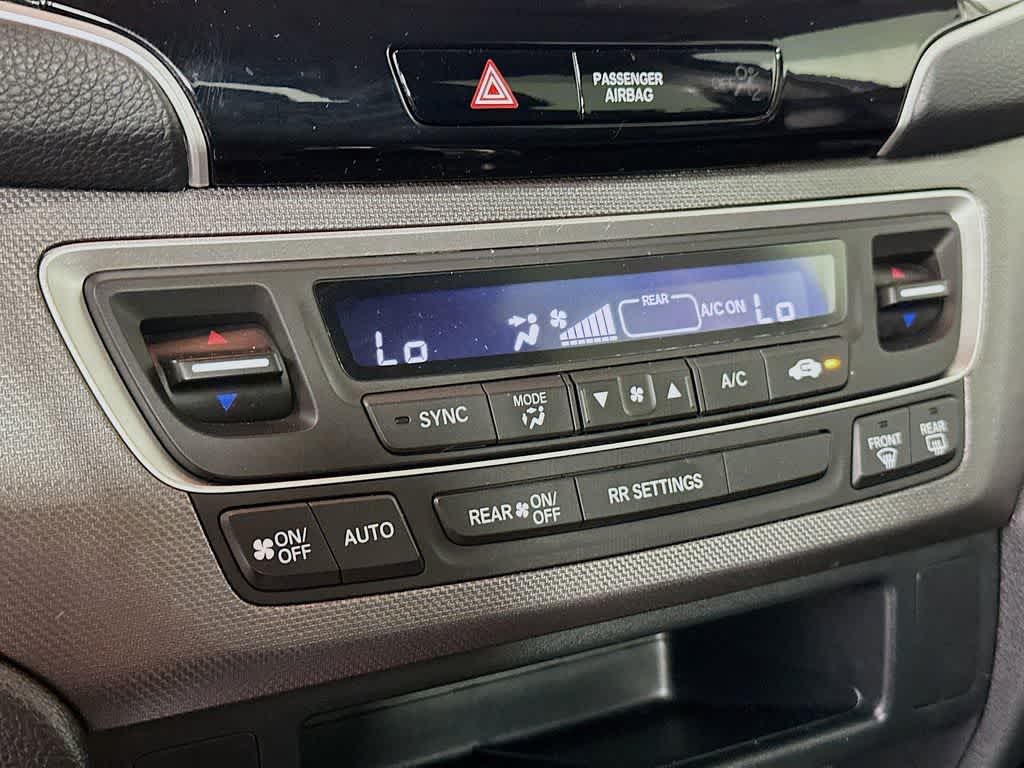 PASSENGER
AIRBAG
Lo
REAR
A/C ON
Lo
SYNC
MODE
A/C
FRONT
REAR
REAR ON/
OFF
RR SETTINGS
ON/
OFF
AUTO